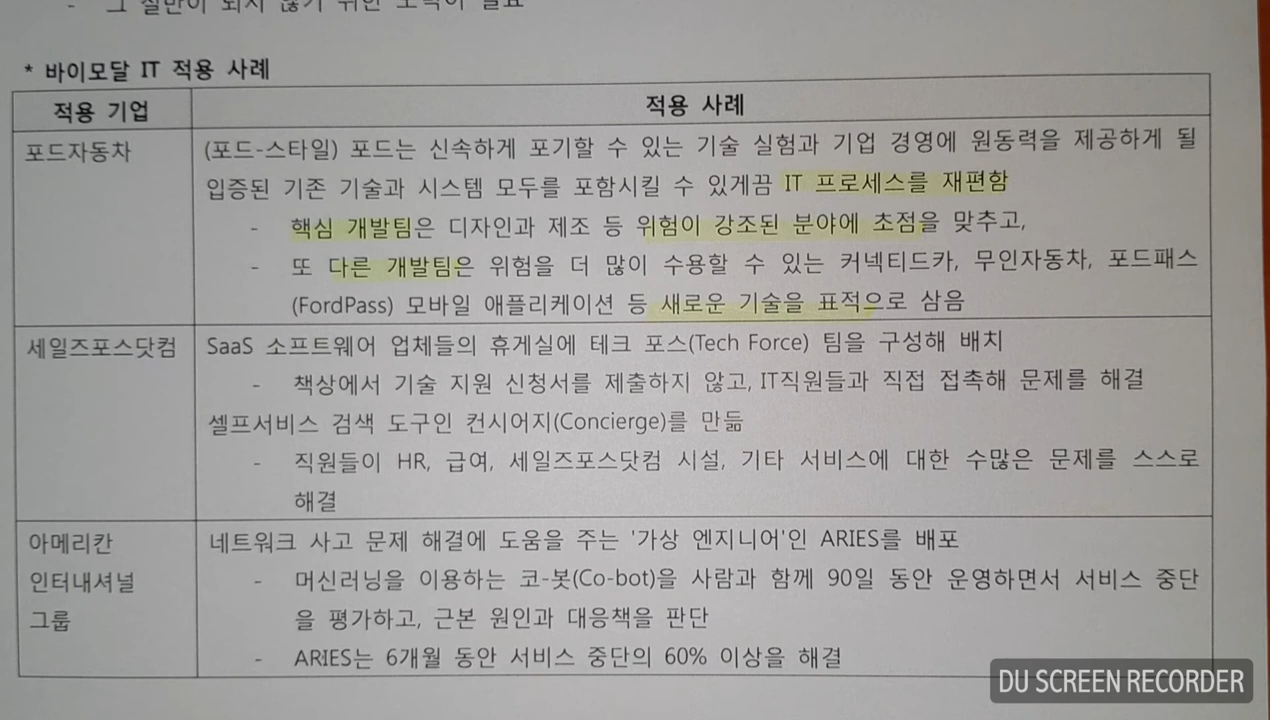 - 그 질만이 되지 않기 위한 노력이 필요
* 바이모달 IT 적용 사례
적용 기업 적용 사례
포드자동차 (포드-스타일) 포드는 신속하게 포기할 수 있는 기술 실험과 기업 경영에 원동력을 제공하게 될
입증된 기존 기술과 시스템 모두를 포함시킬 수 있게끔 IT 프로세스를 재편함
- 핵심 개발팀은 디자인과 제조 등 위험이 강조된 분야에 초점을 맞추고,
- 또 다른 개발팀은 위험을 더 많이 수용할 수 있는 커넥티드카, 무인자동차, 포드패스
(FordPass) 모바일 애플리케이션 등 새로운 기술을 표적으로 삼음
세일즈포스닷컴 SaaS 소프트웨어 업체들의 휴게실에 테크 포스(Tech Force) 팀을 구성해 배치
- 책상에서 기술 지원 신청서를 제출하지 않고, IT직원들과 직접 접촉해 문제를 해결
셀프서비스 검색 도구인 컨시어지(Concierge)를 만듦
- 직원들이 HR, 급여, 세일즈포스닷컴 시설, 기타 서비스에 대한 수많은 문제를 스스로
해결
아메리칸 네트워크 사고 문제 해결에 도움을 주는 '가상 엔지니어'인 ARIES를 배포
인터내셔널 - 머신러닝을 이용하는 코-봇(Co-bot)을 사람과 함께 90일 동안 운영하면서 서비스 중단
그룹 을 평가하고, 근본 원인과 대응책을 판단
- ARIES는 6개월 동안 서비스 중단의 60% 이상을 해결
DU SCREEN RECORDER